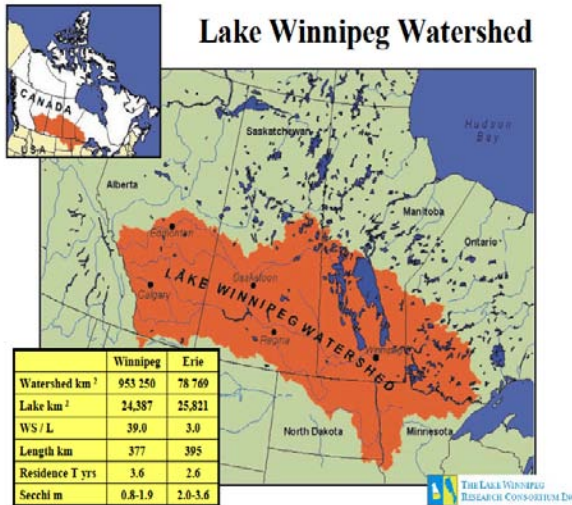 Lake Winnipeg Watershed
CANADA
USA
Hudson
Bay
Saskatchewan
Alberta
Manitoba
Ontario
Edmonton
Saskatoon
Calgary
LAKE WINNIPEG WATERSHED
Regina
Winnipeg
North Dakota
Minnesota
Winnipeg Erie
Watershed km ² 953 250 78 769
Lake km ² 24,387 25,821
WS / L 39.0 3.0
Length km 377 395
Residence T yrs 3.6 2.6
Secchi m 0.8-1.9 2.0-3.6
THE LAKE WINNIPEG
RESEARCH CONSORTIUM